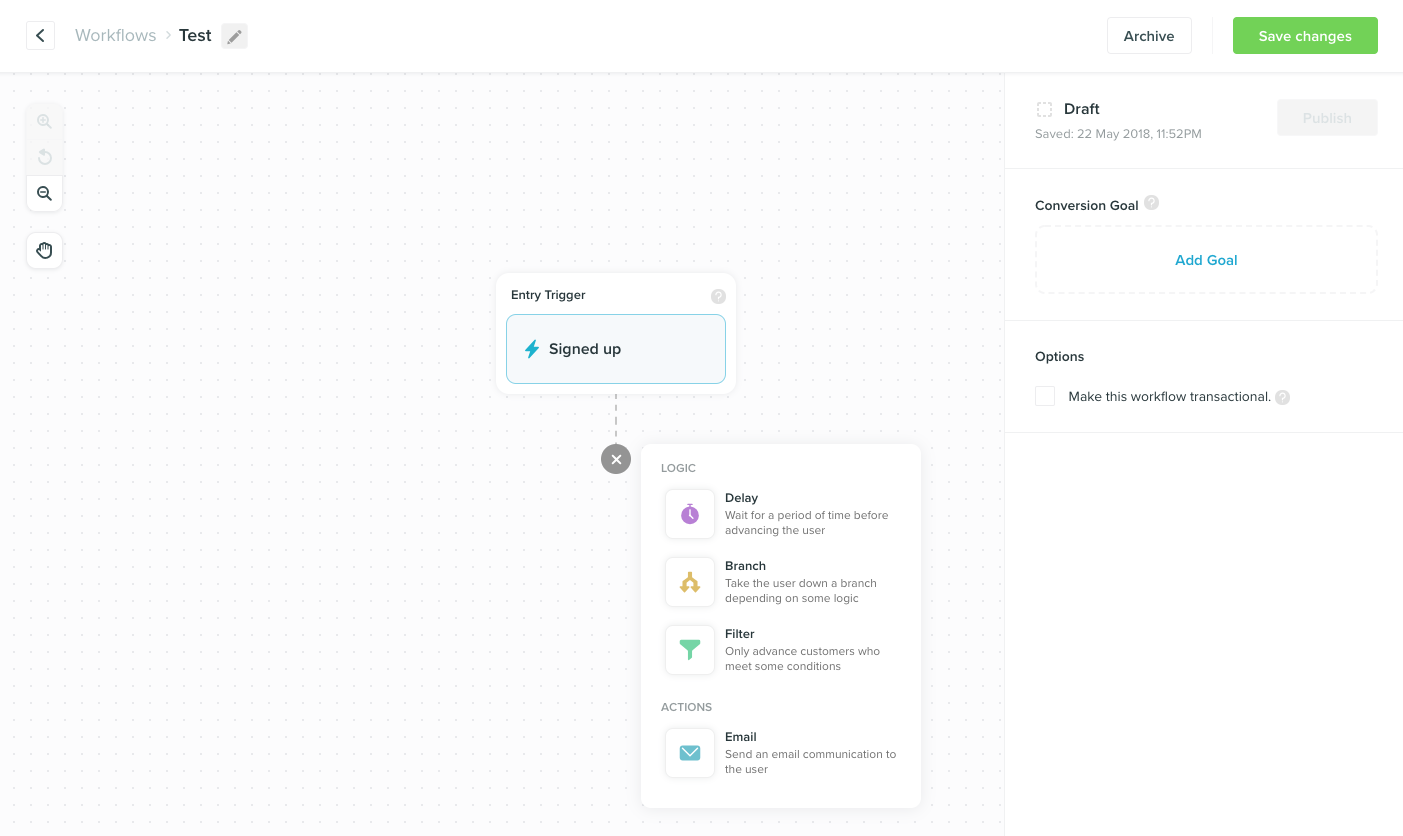 Workflows > Test
Archive
Save changes
Draft
Publish
Saved: 22 May 2018, 11:52PM
Conversion Goal ?
Add Goal
Options
Make this workflow transactional. ?
Entry Trigger ?
Signed up
LOGIC
Delay
Wait for a period of time before
advancing the user
Branch
Take the user down a branch
depending on some logic
Filter
Only advance customers who
meet some conditions
ACTIONS
Email
Send an email communication to
the user